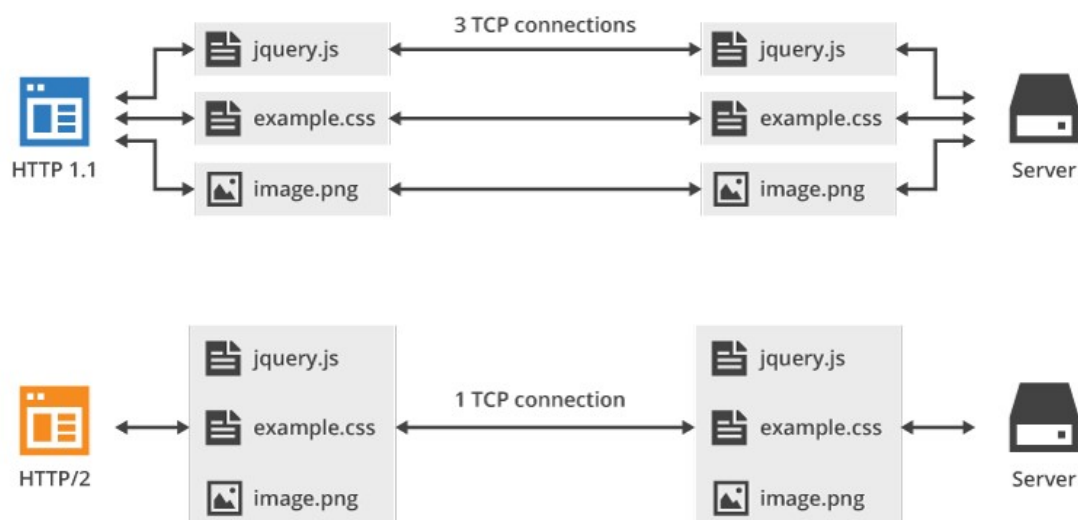 3 TCP connections
jquery.js
jquery.js
example.css
example.css
HTTP 1.1
Server
image.png
image.png
jquery.js
jquery.js
1 TCP connection
example.css
example.css
HTTP/2
Server
image.png
image.png